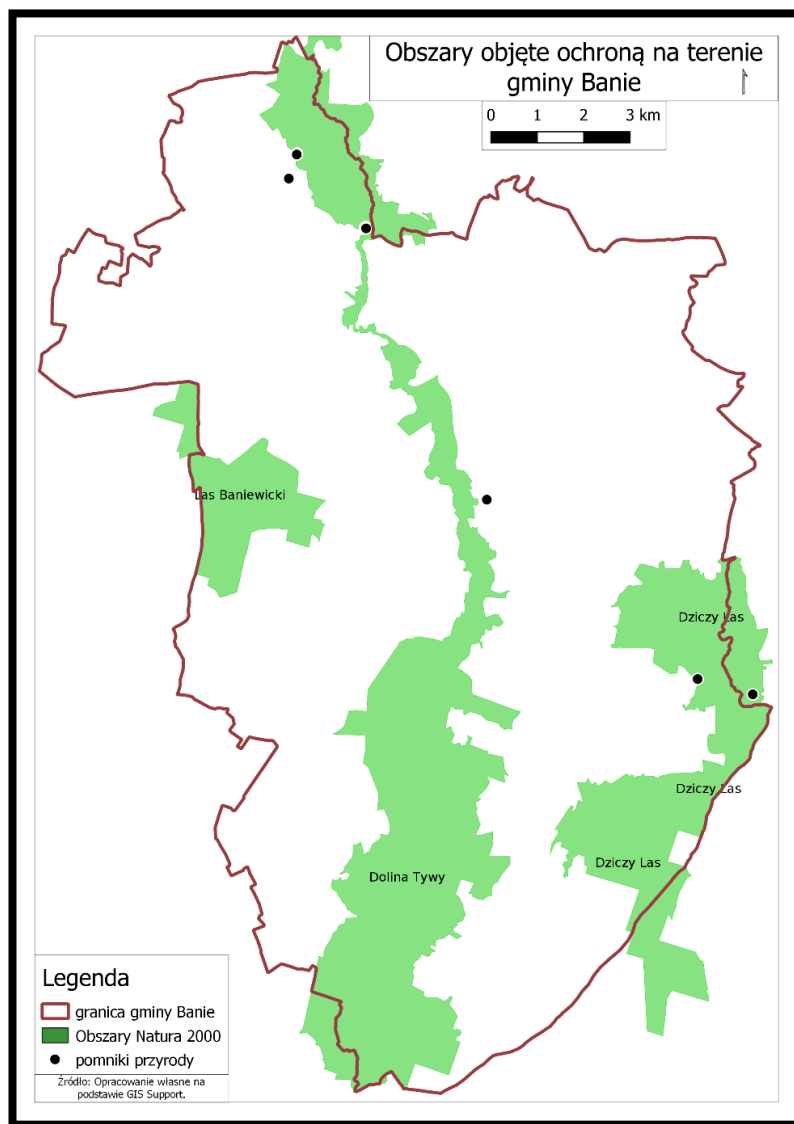 Obszary objęte ochroną na terenie
gminy Banie
0 1 2 3 km
Las Baniewicki
Dziczy Las
Dziczy Las
Dziczy Las
Dolina Tywy
Legenda
granica gminy Banie
Obszary Natura 2000
pomniki przyrody
Źródło: Opracowanie własne na
podstawie GIS Support.